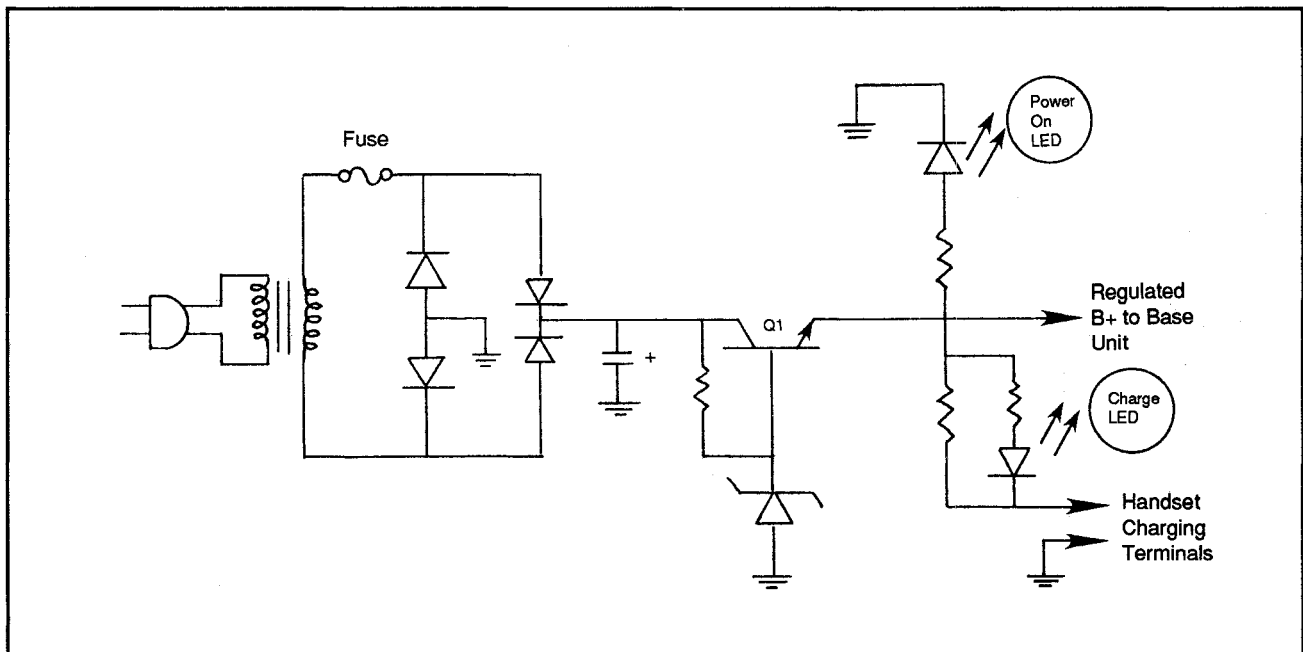 Fuse
Power
On
LED
Q1
Regulated
B+ to Base
Unit
+
Charge
LED
Handset
Charging
Terminals